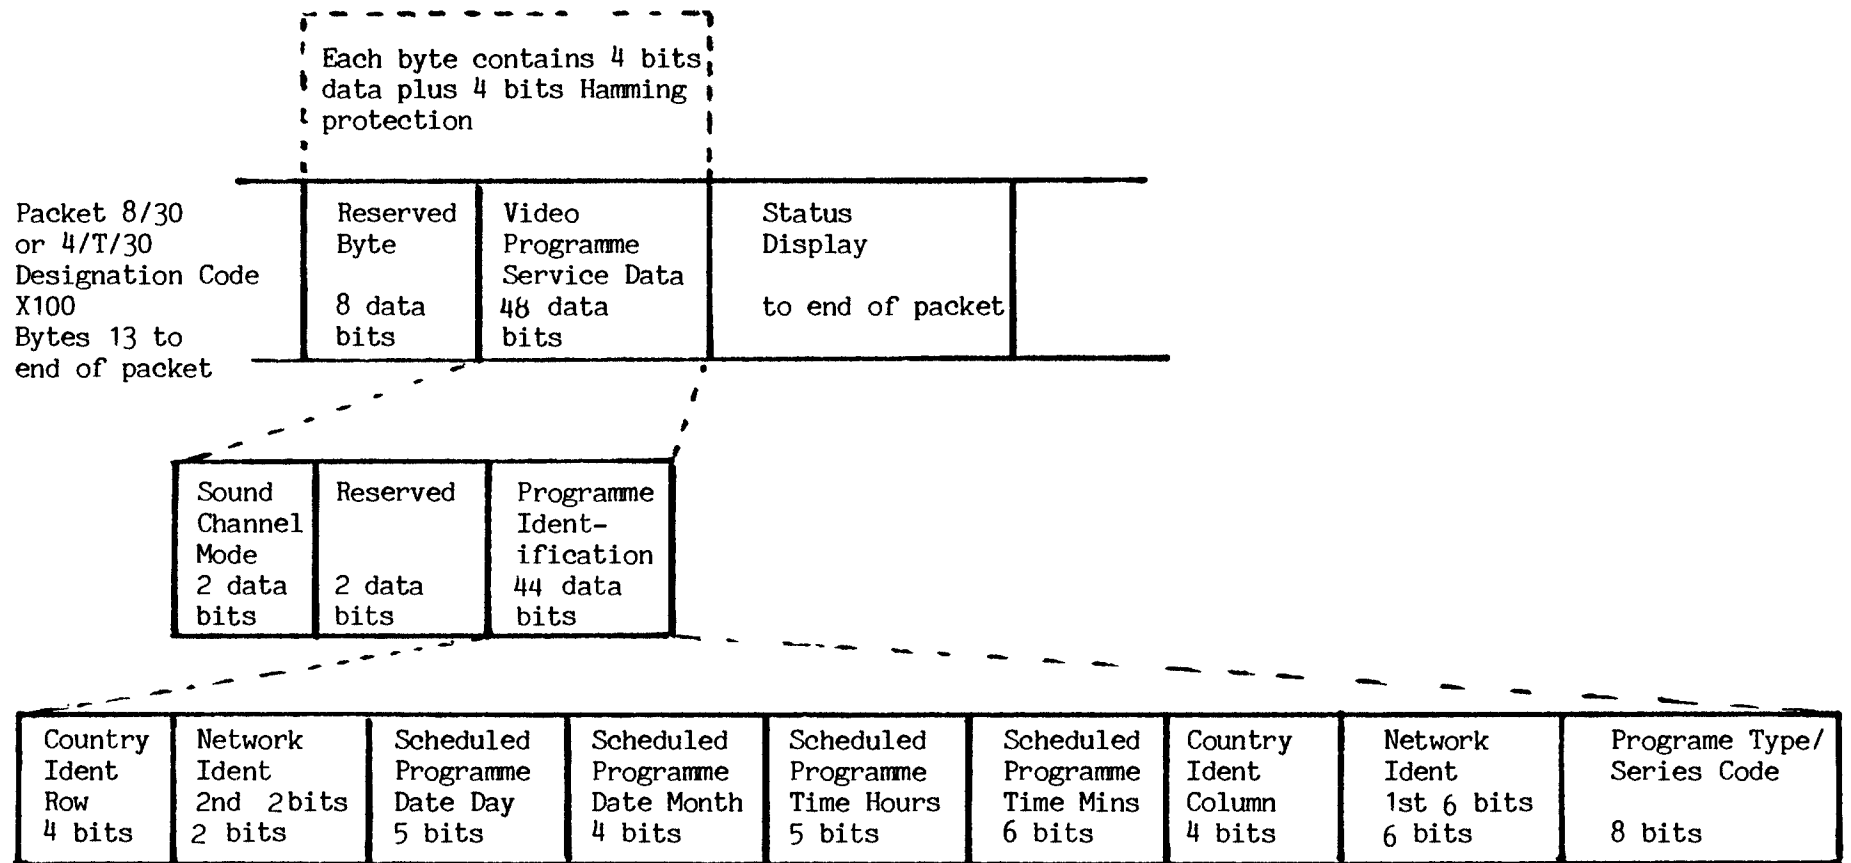 Each byte contains 4 bits
data plus 4 bits Hamming
protection
Packet 8/30
or 4/T/30
Designation Code
X100
Bytes 13 to
end of packet
Reserved
Byte
8 data
bits
Video
Programme
Service Data
48 data
bits
Status
Display
to end of packet
Sound
Channel
Mode
2 data
bits
Reserved
2 data
bits
Programme
Ident-
ification
44 data
bits
Country
Ident
Row
4 bits
Network
Ident
2nd 2bits
2 bits
Scheduled
Programme
Date Day
5 bits
Scheduled
Programme
Date Month
4 bits
Scheduled
Programme
Time Hours
5 bits
Scheduled
Programme
Time Mins
6 bits
Country
Ident
Column
4 bits
Network
Ident
1st 6 bits
6 bits
Programe Type/
Series Code
8 bits